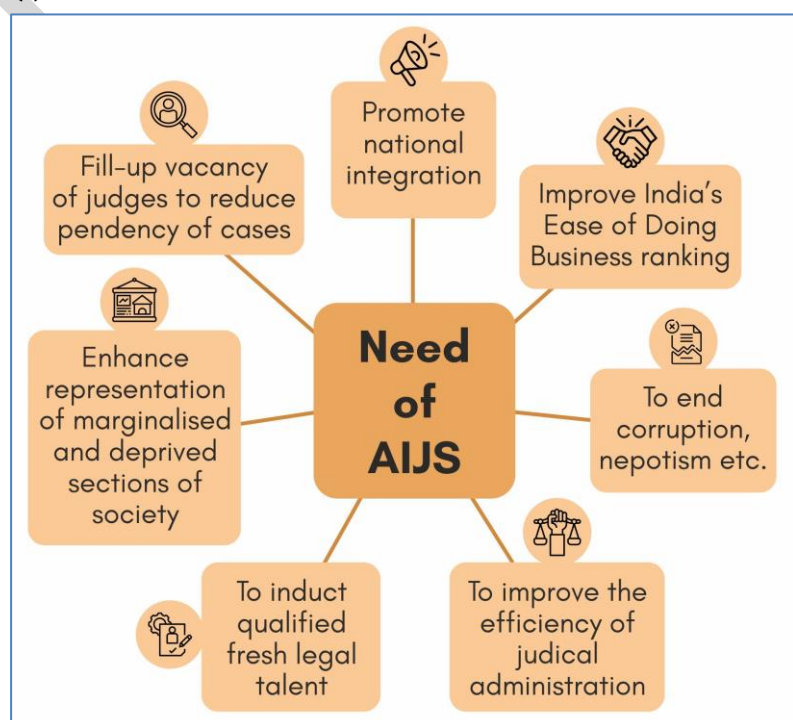 Need
of
AIJS
Promote
national
integration
Improve India's
Ease of Doing
Business ranking
To end
corruption,
nepotism etc.
To improve the
efficiency of
judical
administration
To induct
qualified
fresh legal
talent
Enhance
representation
of marginalised
and deprived
sections of
society
Fill-up vacancy
of judges to reduce
pendency of cases